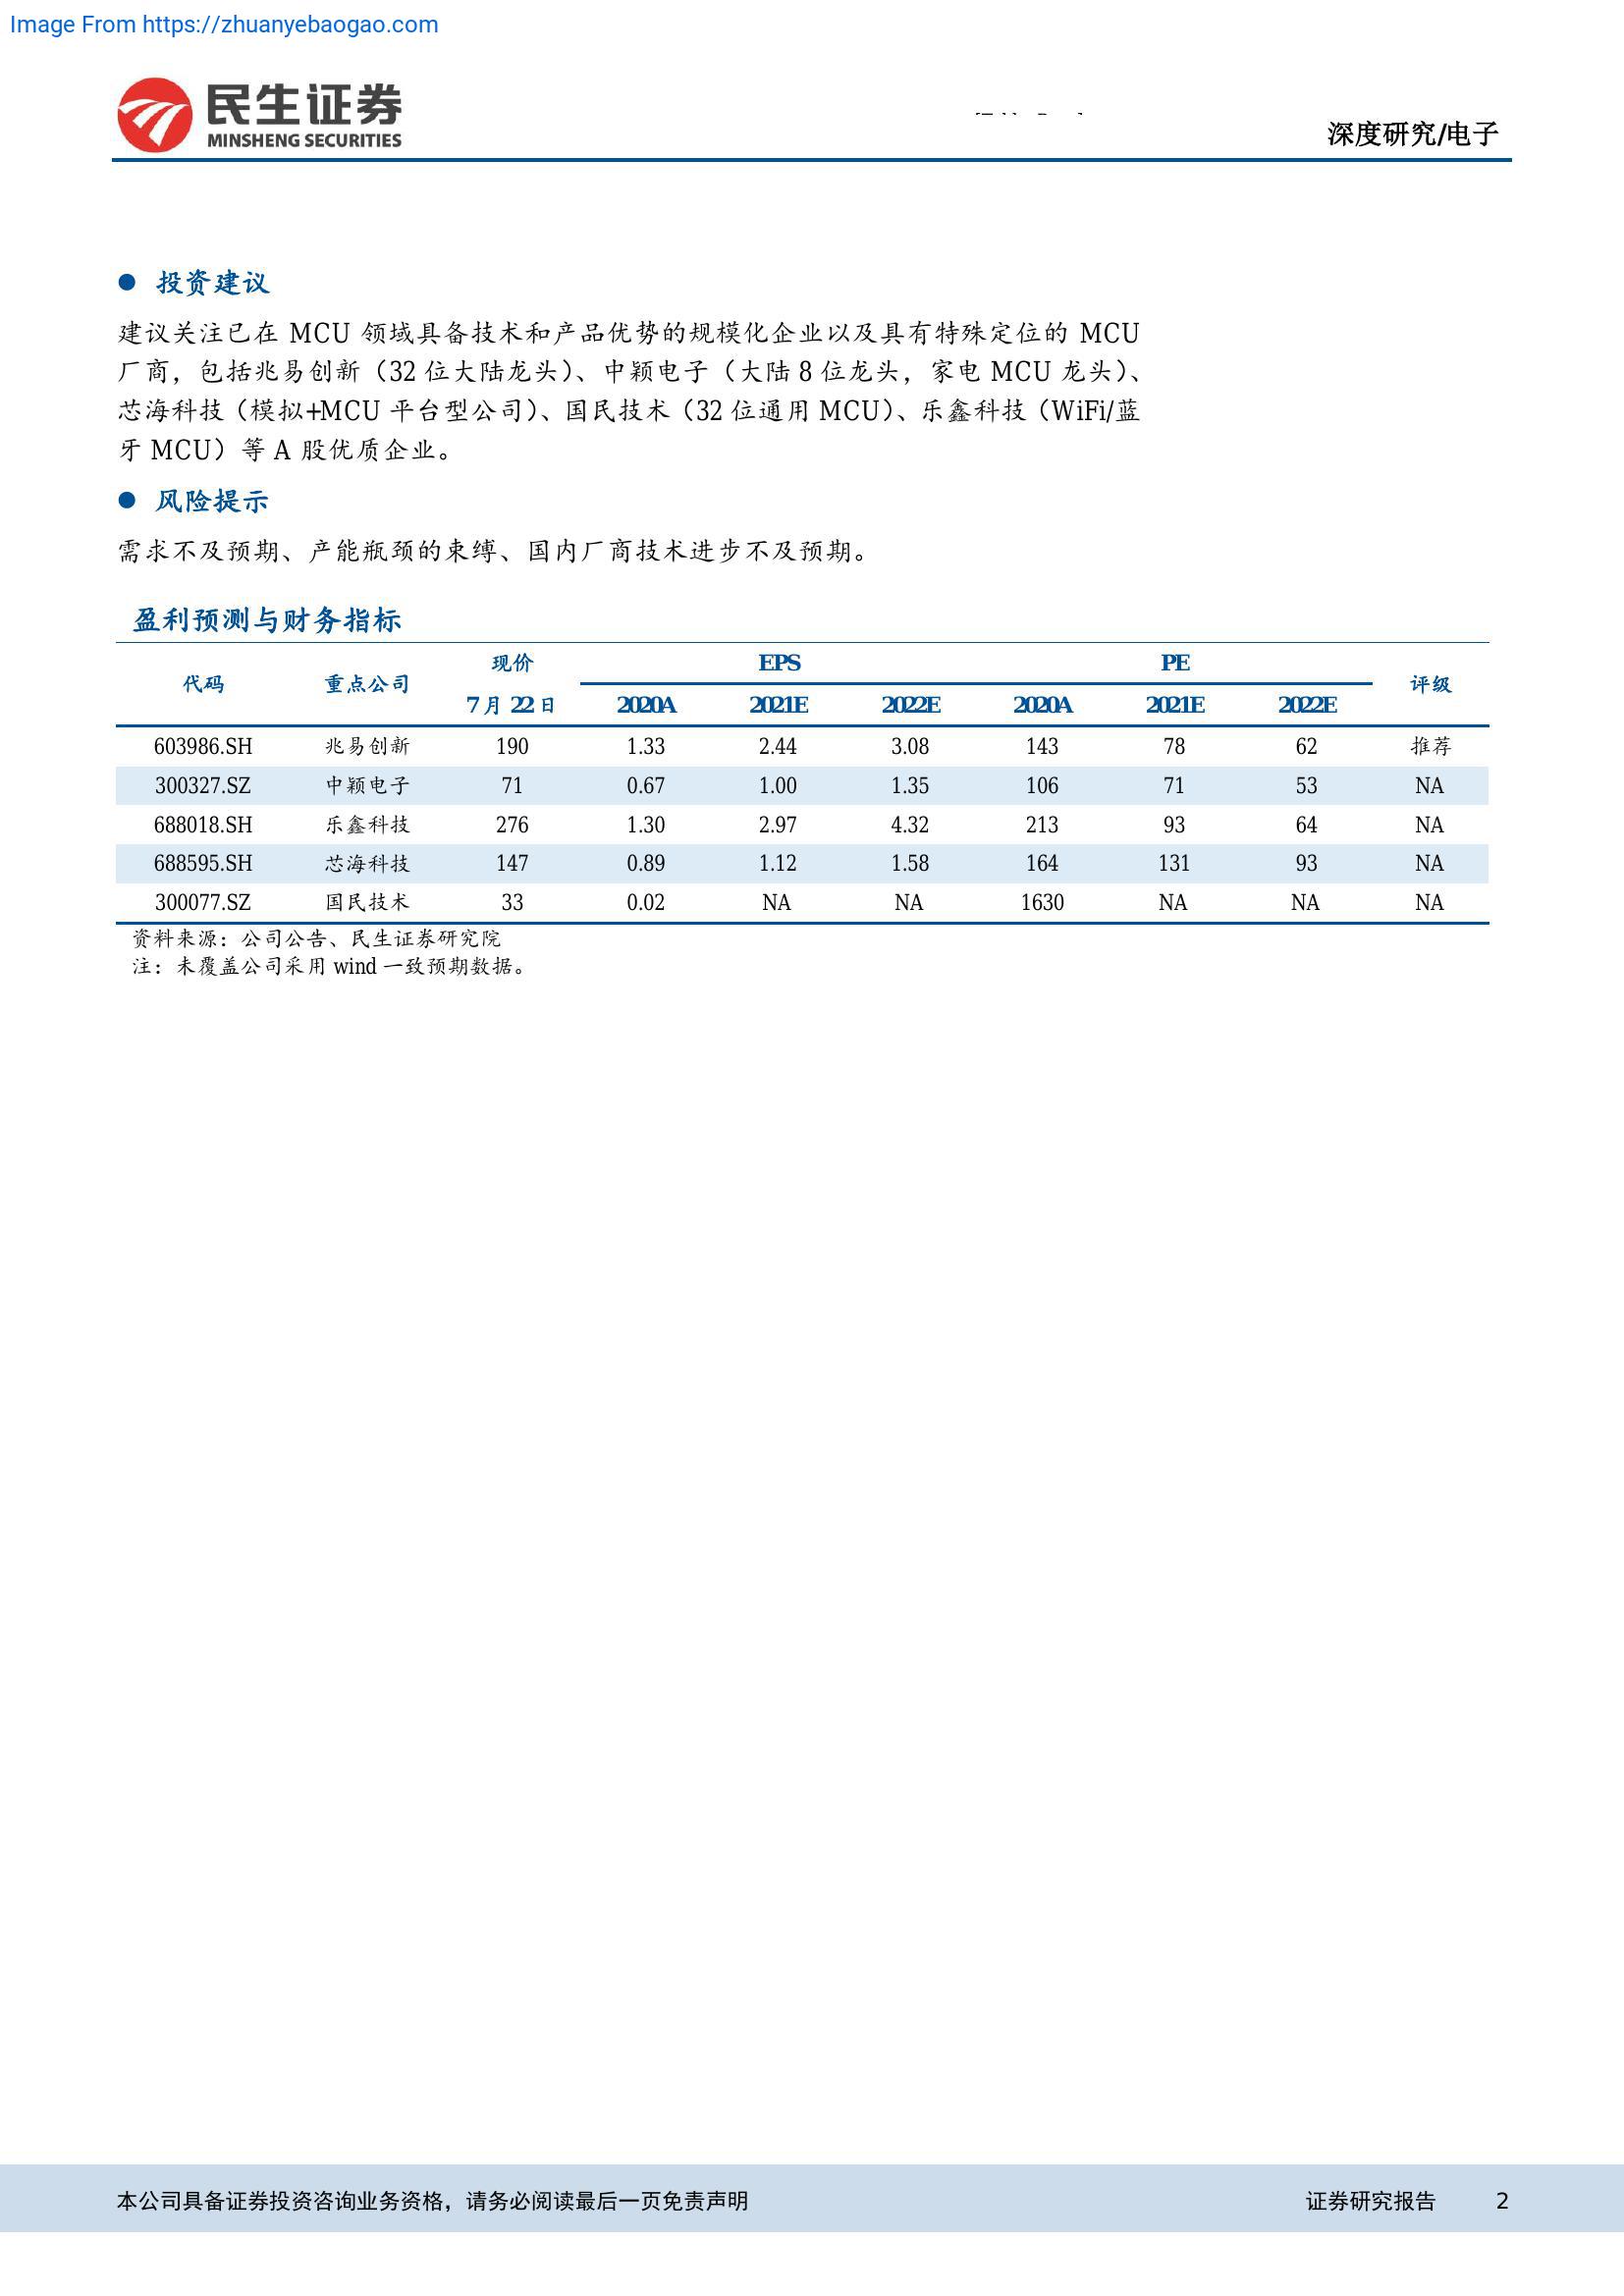 Image From https://zhuanyebaogao.com
民生证券
MINSHENG SECURITIES
深度研究/电子
● 投资建议
建议关注已在 MCU 领域具备技术和产品优势的规模化企业以及具有特殊定位的 MCU
厂商，包括兆易创新（32 位大陆龙头）、中颖电子（大陆 8 位龙头，家电 MCU 龙头）、
芯海科技（模拟+MCU 平台型公司）、国民技术（32 位通用 MCU）、乐鑫科技（WiFi/蓝
牙 MCU）等 A 股优质企业。
● 风险提示
需求不及预期、产能瓶颈的束缚、国内厂商技术进步不及预期。
盈利预测与财务指标
代码 重点公司 现价 EPS PE 评级
7 月 22 日 2020A 2021E 2022E 2020A 2021E 2022E
603986.SH 兆易创新 190 1.33 2.44 3.08 143 78 62 推荐
300327.SZ 中颖电子 71 0.67 1.00 1.35 106 71 53 NA
688018.SH 乐鑫科技 276 1.30 2.97 4.32 213 93 64 NA
688595.SH 芯海科技 147 0.89 1.12 1.58 164 131 93 NA
300077.SZ 国民技术 33 0.02 NA NA 1630 NA NA NA
资料来源：公司公告、民生证券研究院
注：未覆盖公司采用 wind 一致预期数据。
本公司具备证券投资咨询业务资格，请务必阅读最后一页免责声明 证券研究报告 2